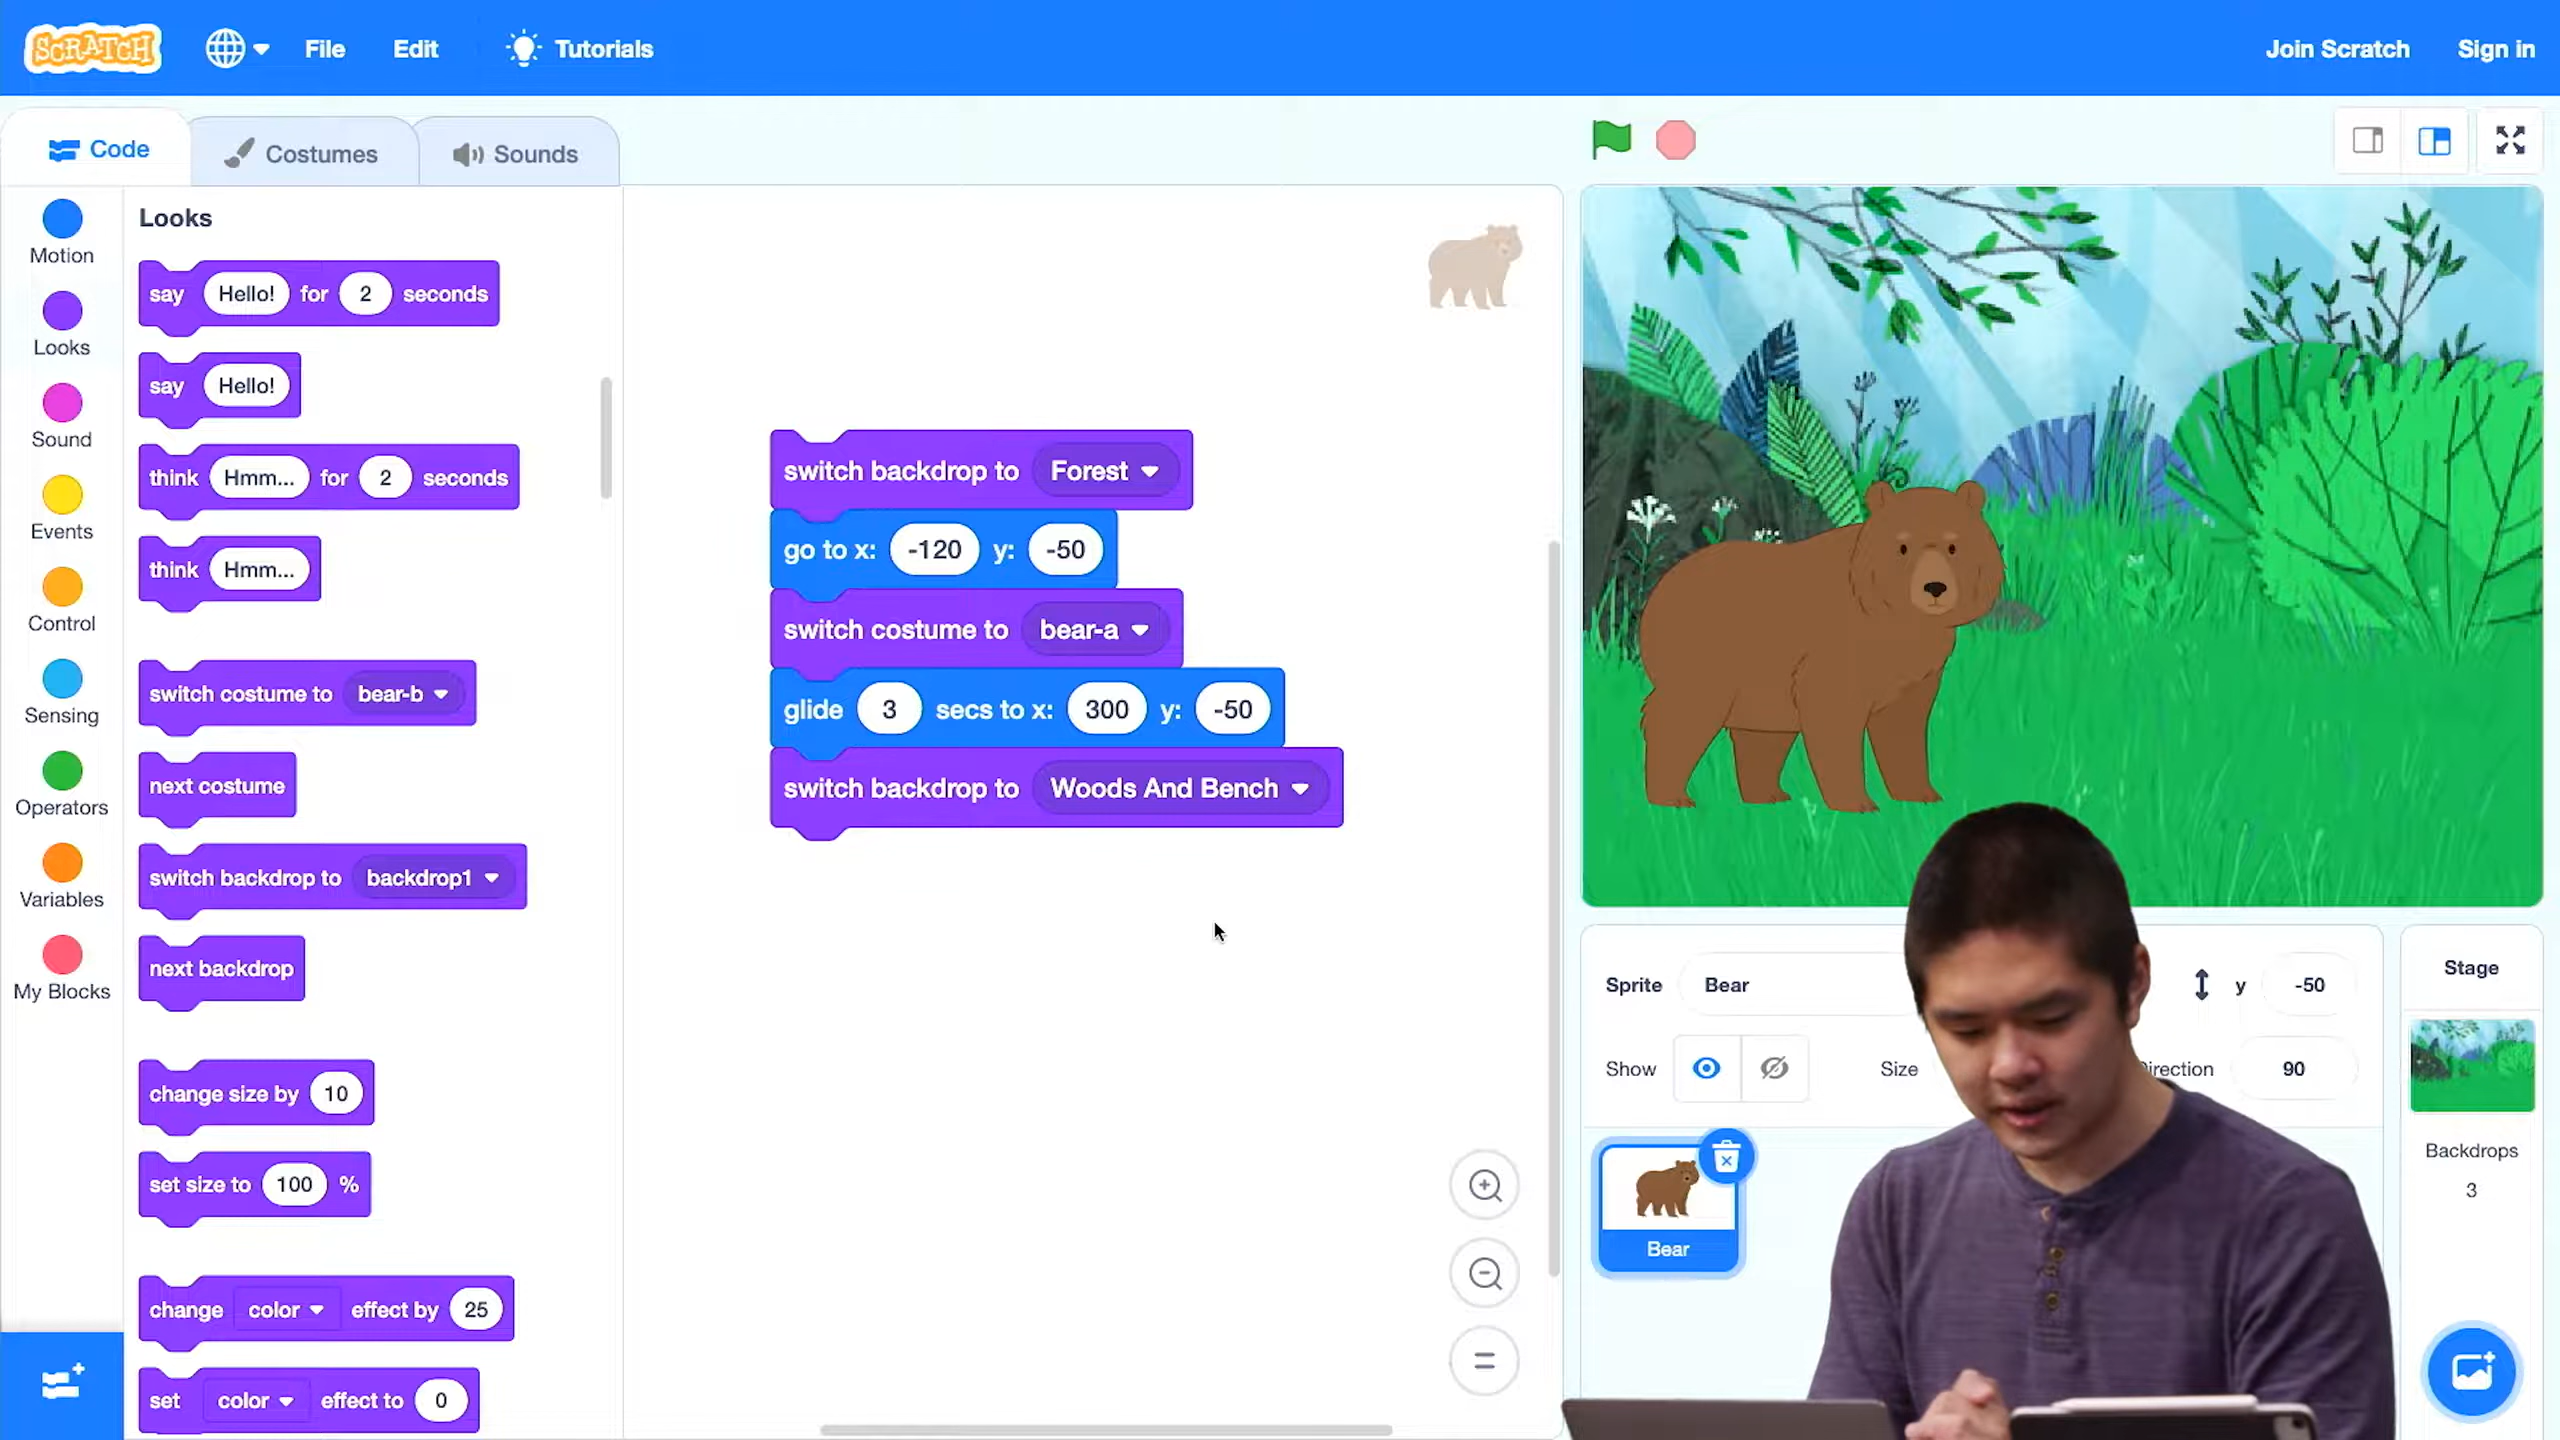 SCRATCH File Edit Tutorials Join Scratch Sign in
Code Costumes Sounds
Motion
Looks
Sound
Events
Control
Sensing
Operators
Variables
My Blocks
Looks
say Hello! for 2 seconds
say Hello!
think Hmm... for 2 seconds
think Hmm...
switch costume to bear-b
next costume
switch backdrop to backdrop1
next backdrop
change size by 10
set size to 100 %
change color effect by 25
set color effect to 0
switch backdrop to Forest
go to x: -120 y: -50
switch costume to bear-a
glide 3 secs to x: 300 y: -50
switch backdrop to Woods And Bench
Sprite Bear y -50
Show Size irection 90
Bear
Stage
Backdrops
3